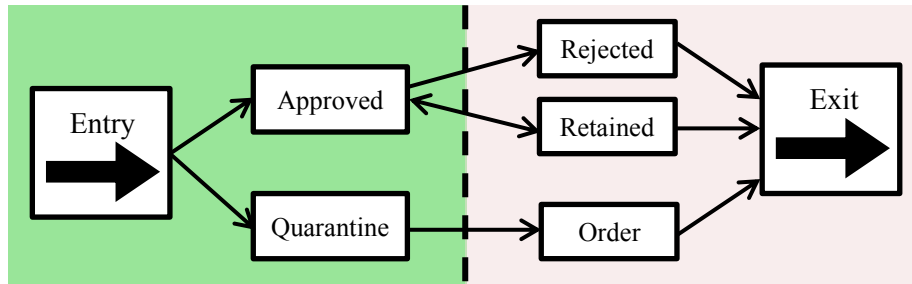 Entry
Approved
Quarantine
Rejected
Retained
Order
Exit